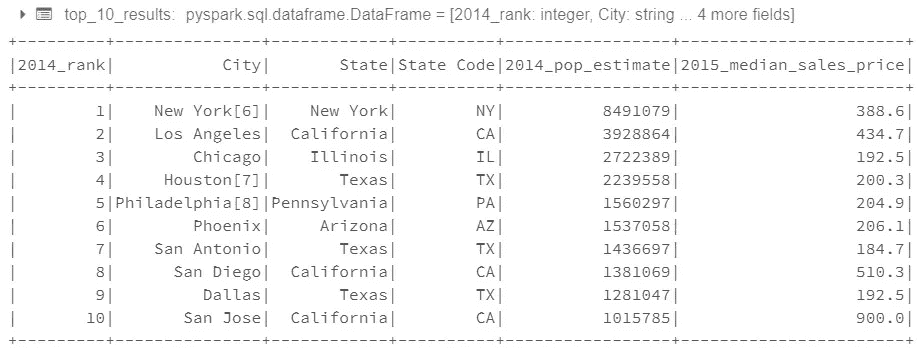 top_10_results: pyspark.sql.dataframe.DataFrame = [2014_rank: integer, City: string ... 4 more fields]
+---------+---------------+------------+----------+-----------------+-----------------------+
|2014_rank|           City|       State|State Code|2014_pop_estimate|2015_median_sales_price|
+---------+---------------+------------+----------+-----------------+-----------------------+
|        1|    New York[6]|    New York|        NY|          8491079|                  388.6|
|        2|    Los Angeles|  California|        CA|          3928864|                  434.7|
|        3|        Chicago|    Illinois|        IL|          2722389|                  192.5|
|        4|     Houston[7]|       Texas|        TX|          2239558|                  200.3|
|        5|Philadelphia[8]|Pennsylvania|        PA|          1560297|                  204.9|
|        6|        Phoenix|     Arizona|        AZ|          1537058|                  206.1|
|        7|    San Antonio|       Texas|        TX|          1436697|                  184.7|
|        8|      San Diego|  California|        CA|          1381069|                  510.3|
|        9|         Dallas|       Texas|        TX|          1281047|                  192.5|
|       10|       San Jose|  California|        CA|          1015785|                  900.0|
+---------+---------------+------------+----------+-----------------+-----------------------+